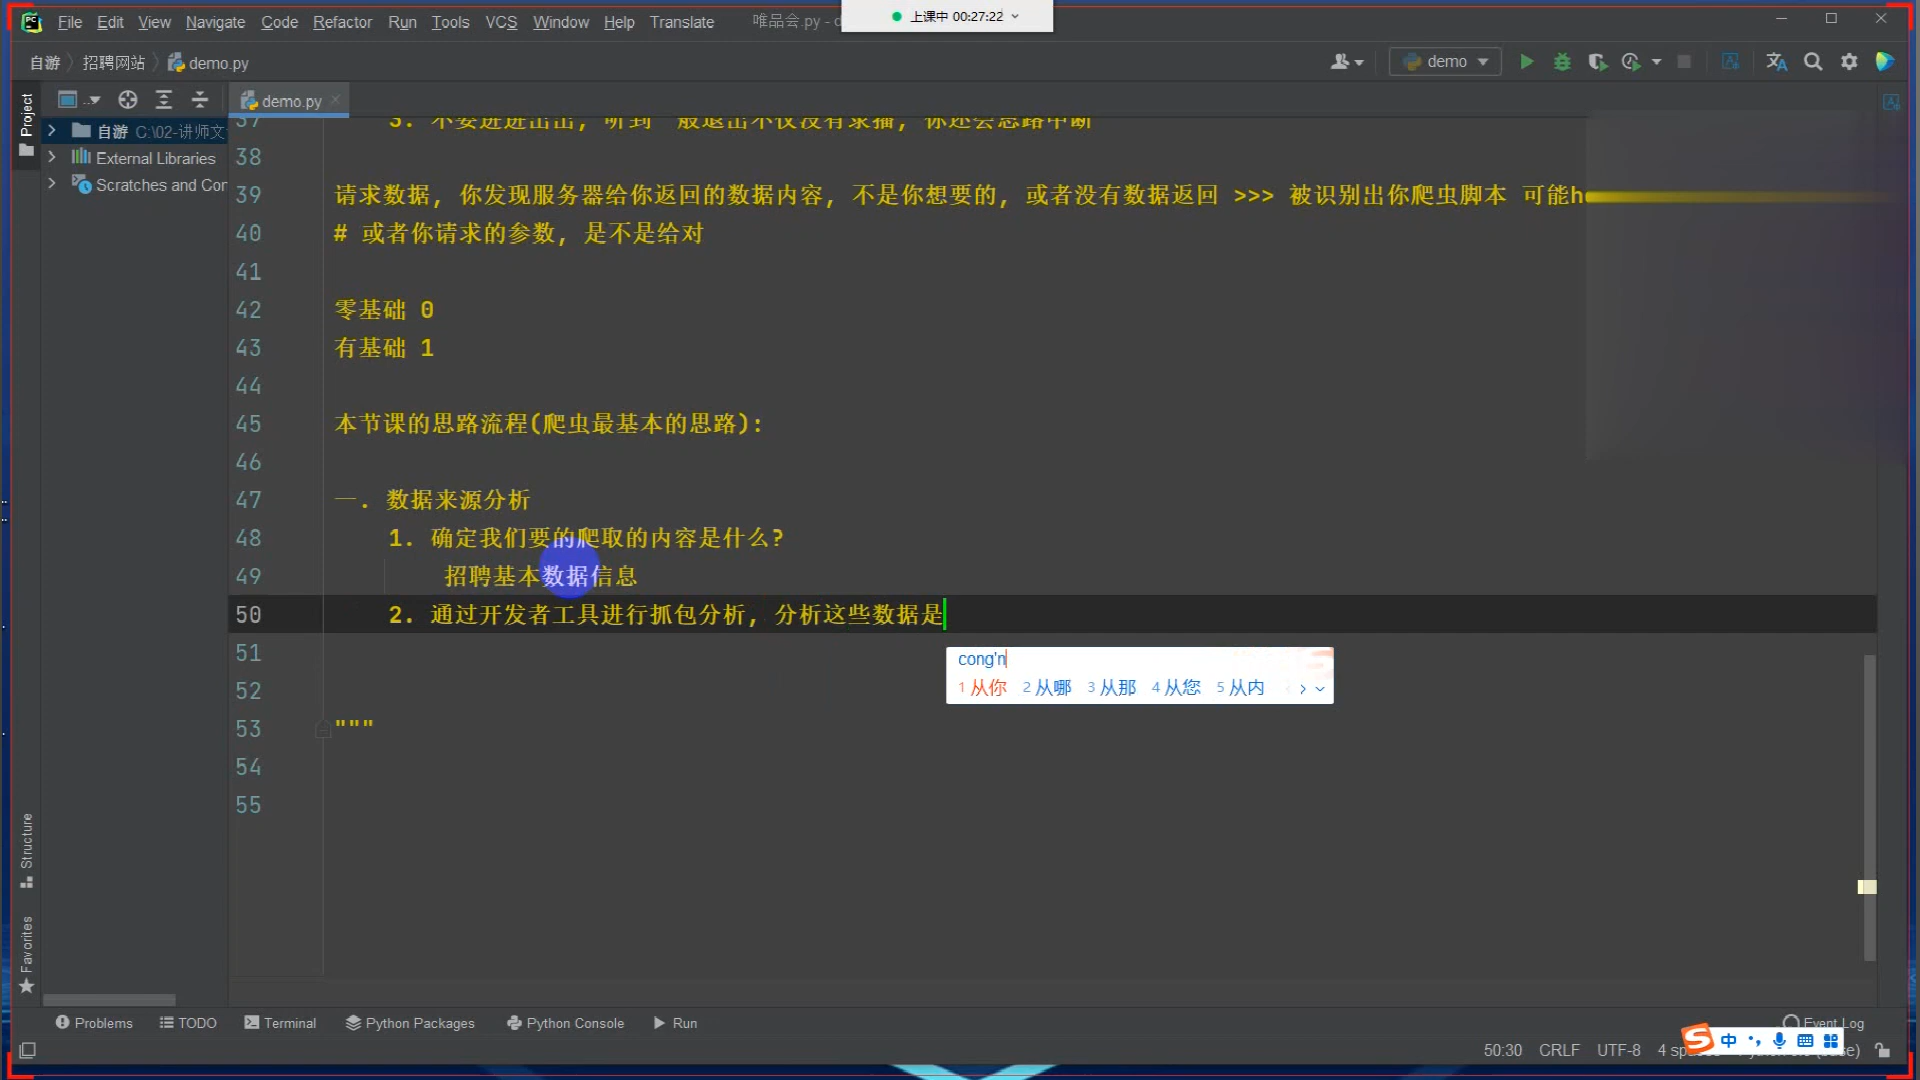 File Edit View Navigate Code Refactor Run Tools VCS Window Help Translate 唯品会.py - d
上课中 00:27:22
自游 招聘网站 demo.py
demo
Project
demo.py
自游 C:\02-讲师文
External Libraries
Scratches and Con
37
38
39 请求数据, 你发现服务器给你返回的数据内容, 不是你想要的, 或者没有数据返回 >>> 被识别出你爬虫脚本 可能h
40 # 或者你请求的参数, 是不是给对
41
42 零基础 0
43 有基础 1
44
45 本节课的思路流程(爬虫最基本的思路):
46
47 一. 数据来源分析
48 1. 确定我们要的爬取的内容是什么?
49 招聘基本数据信息
50 2. 通过开发者工具进行抓包分析, 分析这些数据是
cong'n
1 从你 2 从哪 3 从那 4 从您 5 从内
51
52
53 """
54
55
Structure
Favorites
Problems TODO Terminal Python Packages Python Console Run Event Log
中
50:30 CRLF UTF-8